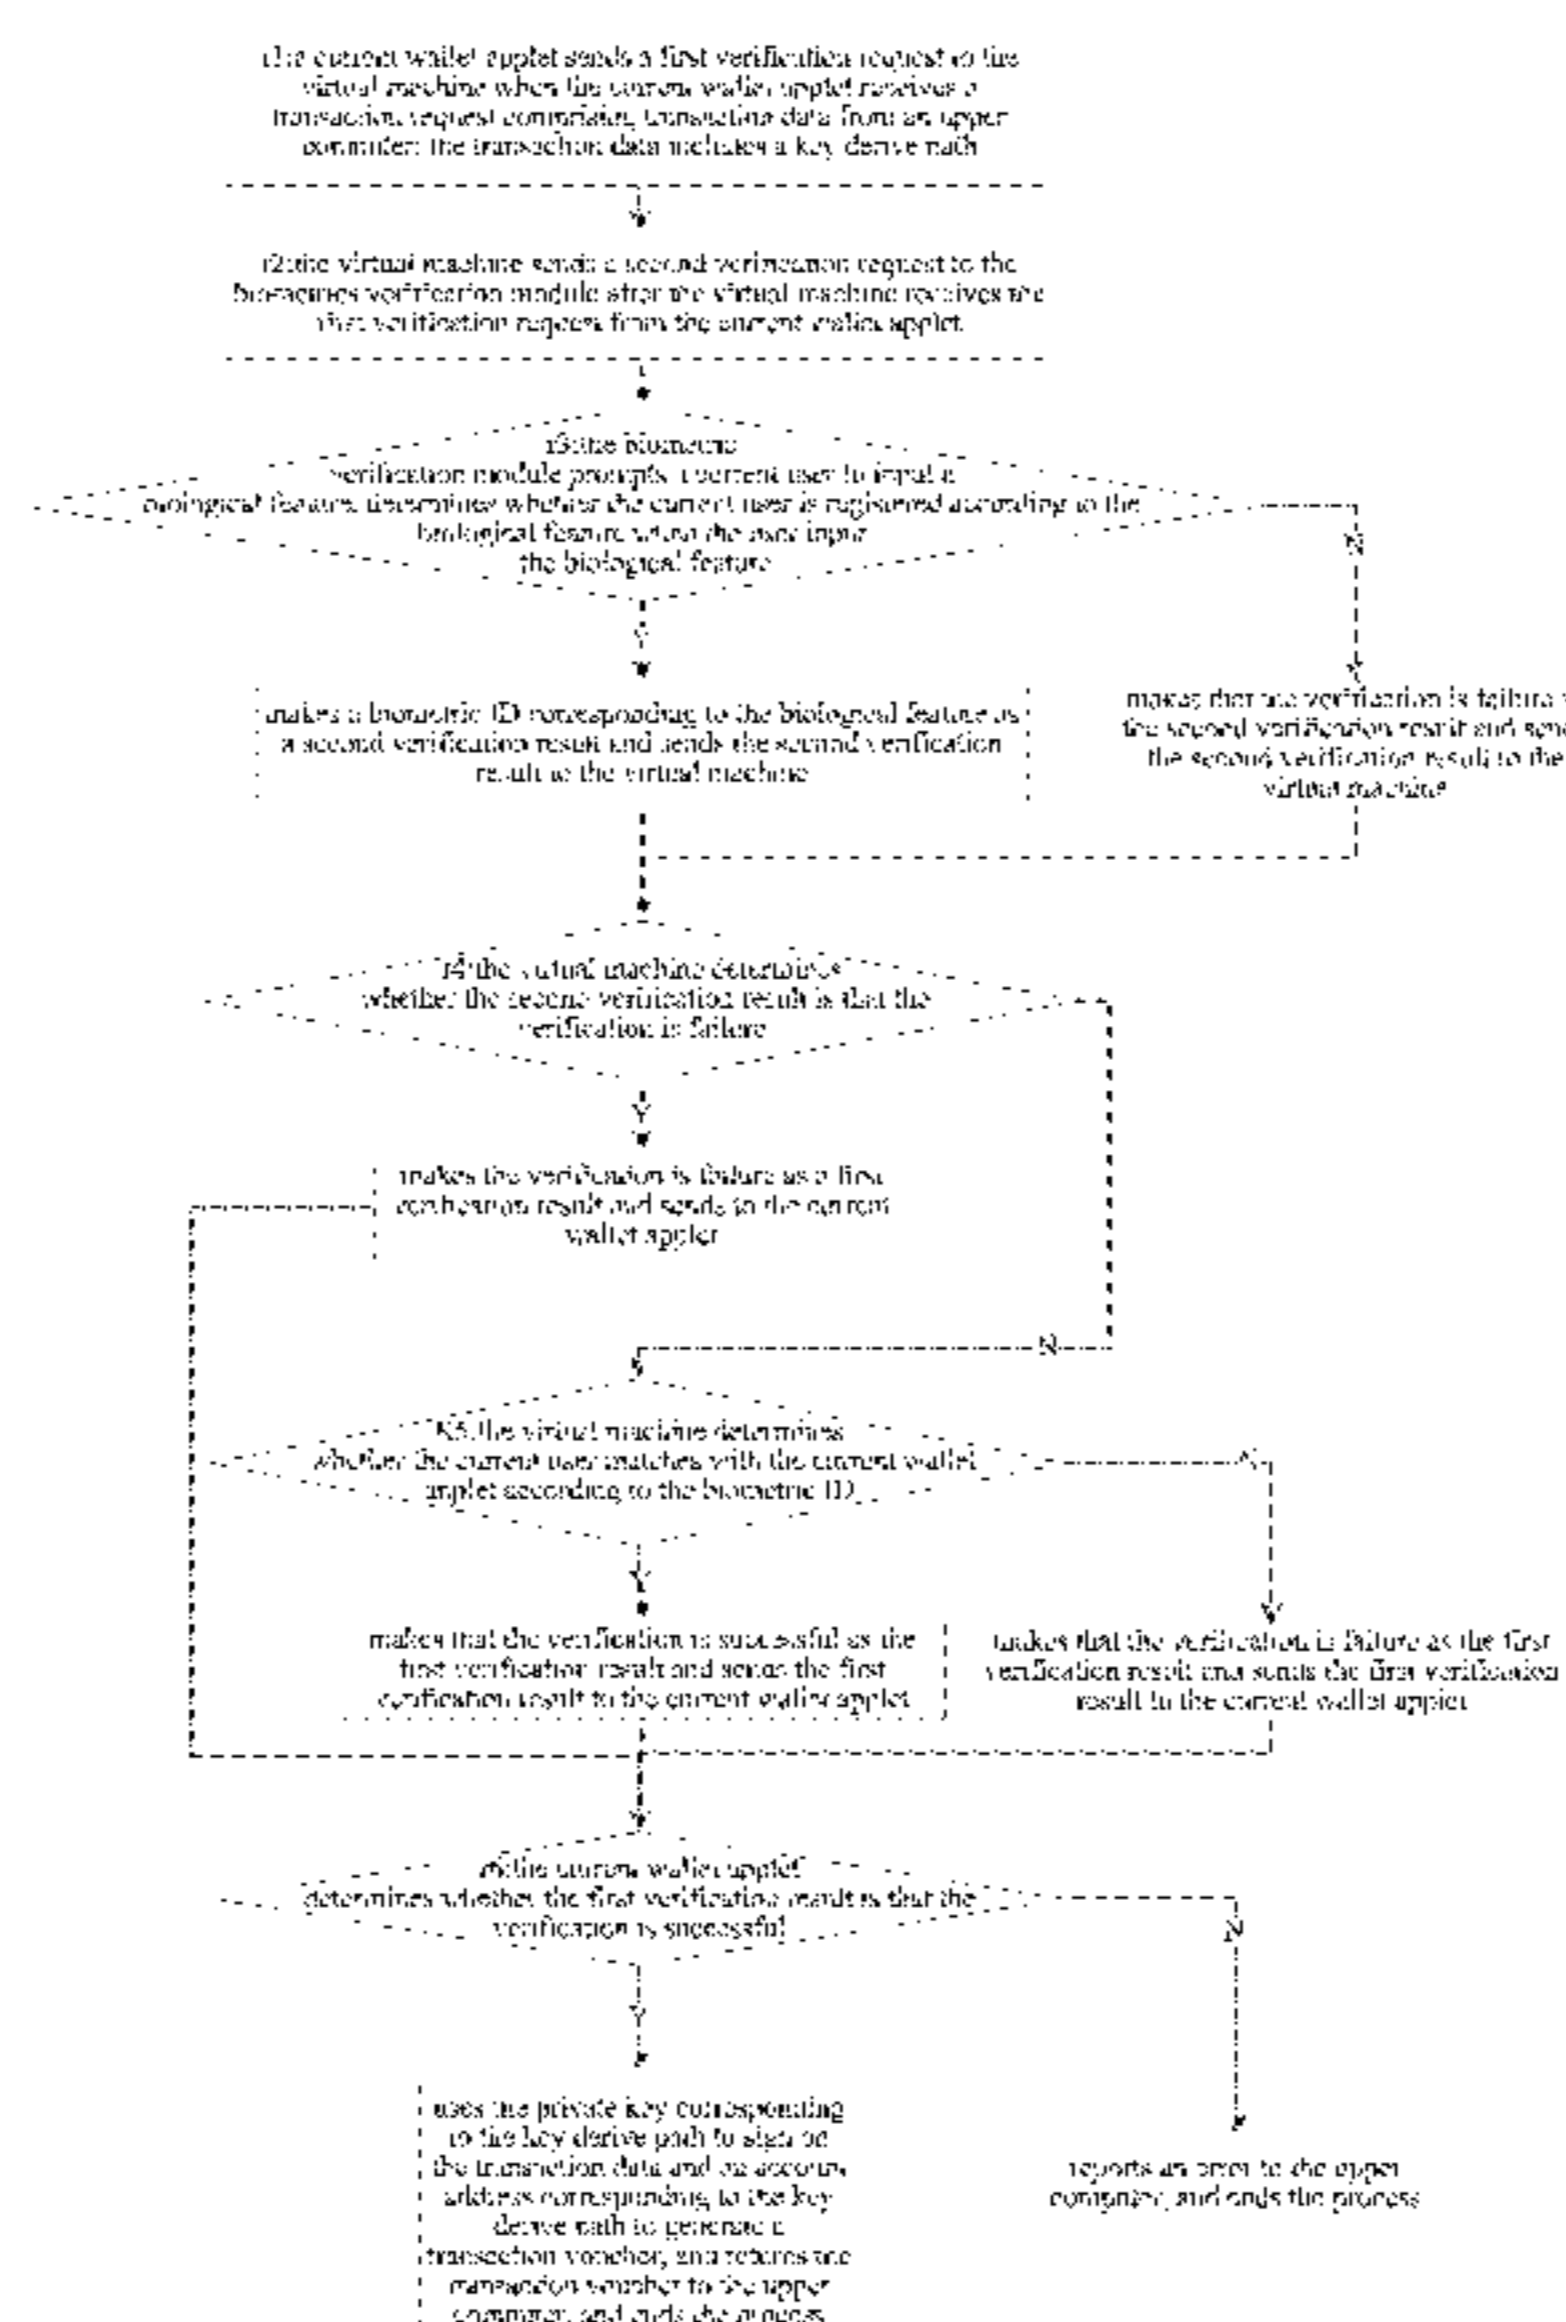 r1:the current wallet applet sends a first verification request to the
virtual machine when the current wallet applet receives a
transaction request comprising transaction data from an upper
computer; the transaction data includes a key derive path
r2:the virtual machine sends a second verification request to the
biometrics verification module after the virtual machine receives the
first verification request from the current wallet applet
r3:the biometric
verification module prompts a current user to input a
biological feature, determines whether the current user is registered according to the
biological feature when the user input
the biological feature
N
Y
makes a biometric ID corresponding to the biological feature as
a second verification result and sends the second verification
result to the virtual machine
makes that the verification is failure
the second verification result and send
the second verification result to the
virtual machine
r4:the virtual machine determines
whether the second verification result is that the
verification is failure
Y
makes the verification is failure as a first
verification result and sends to the current
wallet applet
N
R5:the virtual machine determines
whether the current user matches with the current wallet
applet according to the biometric ID
N
Y
makes that the verification is successful as the
first verification result and sends the first
verification result to the current wallet applet
makes that the verification is failure as the first
verification result and sends the first verification
result to the current wallet applet
r6:the current wallet applet
determines whether the first verification result is that the
verification is successful
N
Y
uses the private key corresponding
to the key derive path to sign on
the transaction data and an account
address corresponding to the key
derive path to generate a
transaction voucher, and returns the
transaction voucher to the upper
computer, and ends the process
reports an error to the upper
computer, and ends the process